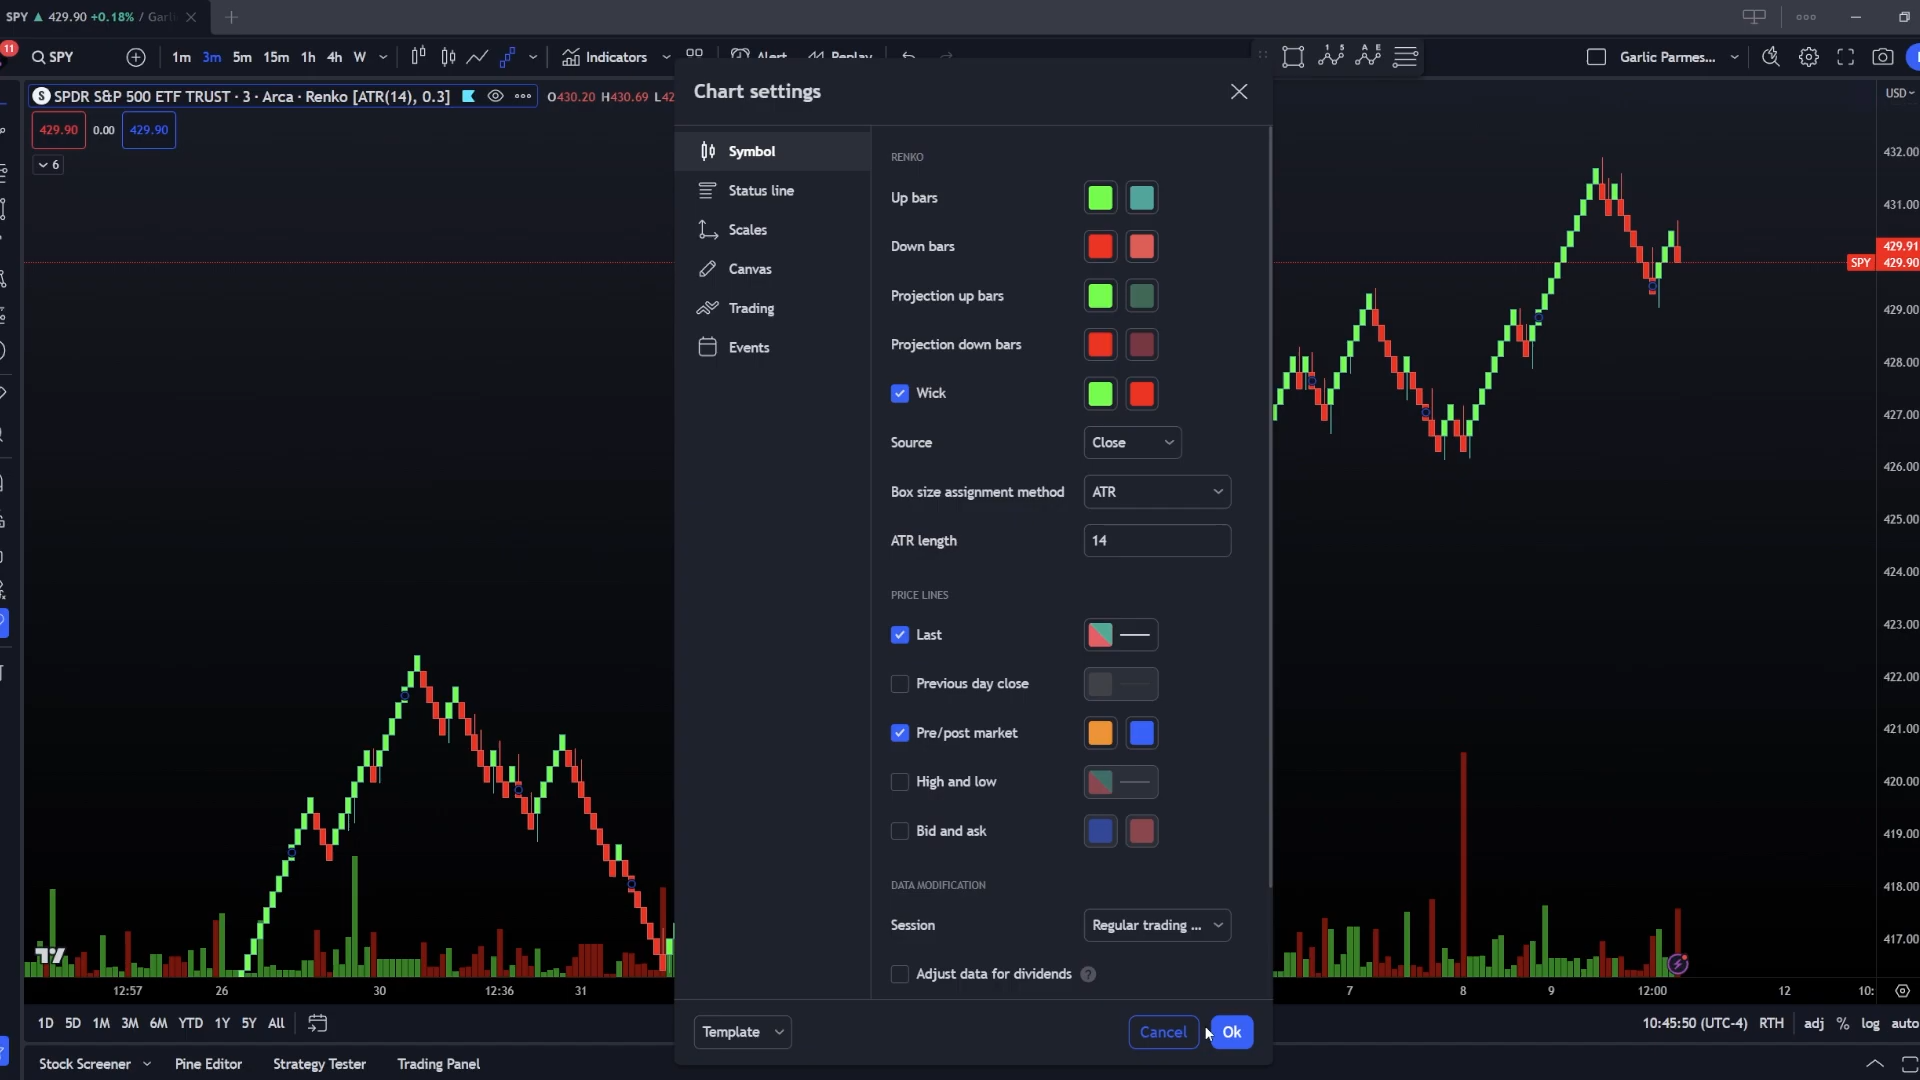 SPY ▲ 429.90 +0.18% / Garli
11
SPY
1m 3m 5m 15m 1h 4h W
Indicators
Alert
Replay
Garlic Parmes...
SPDR S&P 500 ETF TRUST · 3 · Arca · Renko [ATR(14), 0.3]
O430.20 H430.69 L42
429.90 0.00 429.90
6
Chart settings
Symbol
Status line
Scales
Canvas
Trading
Events
RENKO
Up bars
Down bars
Projection up bars
Projection down bars
Wick
Source Close
Box size assignment method ATR
ATR length 14
PRICE LINES
Last
Previous day close
Pre/post market
High and low
Bid and ask
DATA MODIFICATION
Session Regular trading ...
Adjust data for dividends ?
Template
Cancel
Ok
USD
432.00
431.00
429.91
SPY 429.90
429.00
428.00
427.00
426.00
425.00
424.00
423.00
422.00
421.00
420.00
419.00
418.00
417.00
12:57 26 30 12:36 31 7 8 9 12:00 12 10:
1D 5D 1M 3M 6M YTD 1Y 5Y All
10:45:50 (UTC-4) RTH adj % log auto
Stock Screener Pine Editor Strategy Tester Trading Panel